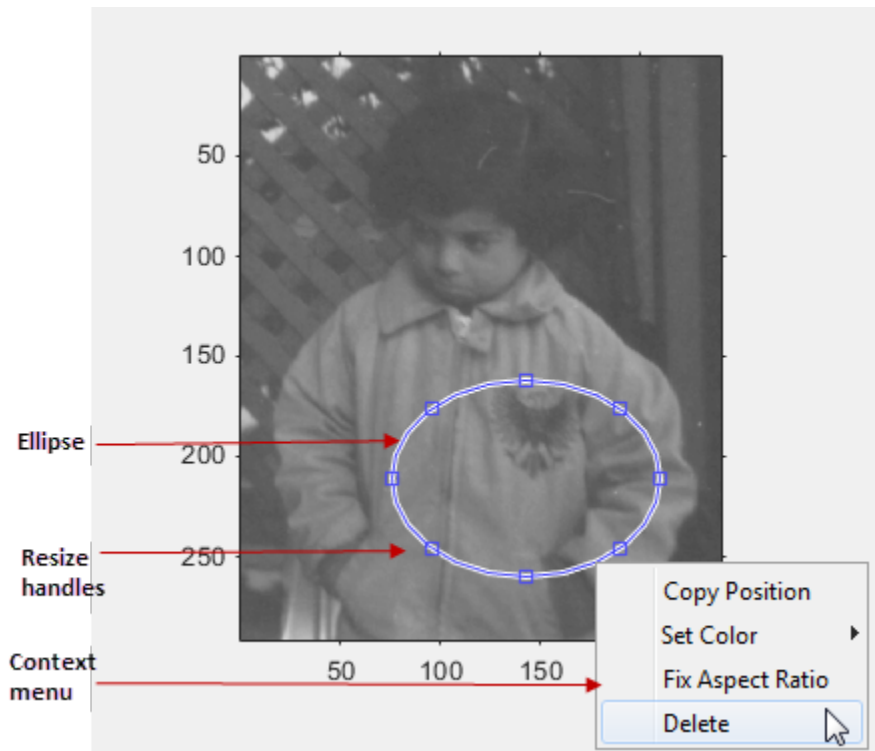 50
100
150
Ellipse
200
Resize
handles
250
Context
menu
50
100
150
Copy Position
Set Color
Fix Aspect Ratio
Delete